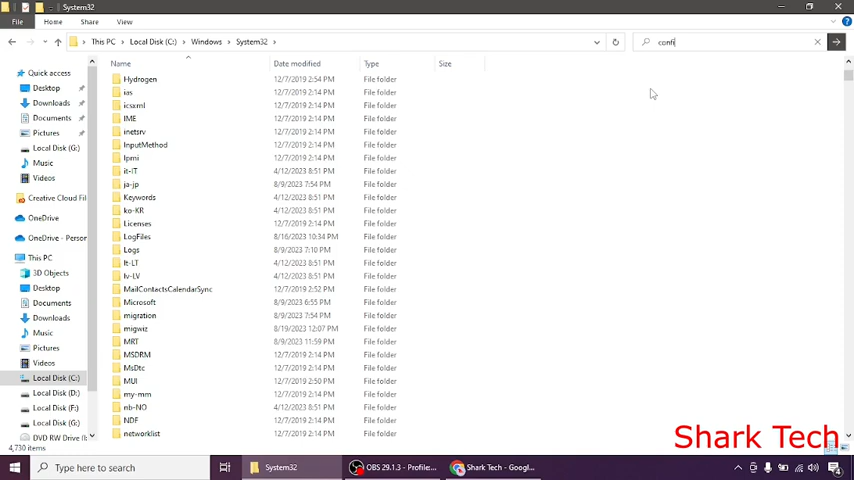 System32
File
Home
Share
View
This PC
Local Disk (C:)
Windows
System32
confi
Name
Date modified
Type
Size
Quick access
Desktop
Downloads
Documents
Pictures
Local Disk (G:)
Music
Videos
Creative Cloud Fil
OneDrive
OneDrive - Person
This PC
3D Objects
Desktop
Documents
Downloads
Music
Pictures
Videos
Local Disk (C:)
Local Disk (D:)
Local Disk (F:)
Local Disk (G:)
DVD RW Drive (
Hydrogen 12/7/2019 2:54 PM File folder
ias 12/7/2019 2:14 PM File folder
icsxml 12/7/2019 2:14 PM File folder
IME 12/7/2019 2:14 PM File folder
inetsrv 12/7/2019 2:14 PM File folder
InputMethod 12/7/2019 2:14 PM File folder
Ipmi 12/7/2019 2:14 PM File folder
it-IT 4/12/2023 8:51 PM File folder
ja-jp 8/9/2023 7:54 PM File folder
Keywords 4/12/2023 8:51 PM File folder
ko-KR 4/12/2023 8:51 PM File folder
Licenses 12/7/2019 2:14 PM File folder
LogFiles 8/16/2023 10:34 PM File folder
Logs 8/9/2023 7:10 PM File folder
lt-LT 4/12/2023 8:51 PM File folder
lv-LV 4/12/2023 8:51 PM File folder
MailContactsCalendarSync 12/7/2019 2:52 PM File folder
Microsoft 8/9/2023 6:55 PM File folder
migration 8/9/2023 7:54 PM File folder
migwiz 8/19/2023 12:07 PM File folder
MRT 8/9/2023 11:59 PM File folder
MSDRM 12/7/2019 2:14 PM File folder
MsDtc 12/7/2019 2:14 PM File folder
MUI 12/7/2019 2:50 PM File folder
my-mm 12/7/2019 2:14 PM File folder
nb-NO 4/12/2023 8:51 PM File folder
NDF 12/7/2019 2:14 PM File folder
networklist 12/7/2019 2:14 PM File folder
4,730 items
Shark Tech
Type here to search
System32
OBS 29.1.3 - Profile:...
Shark Tech - Googl...
4